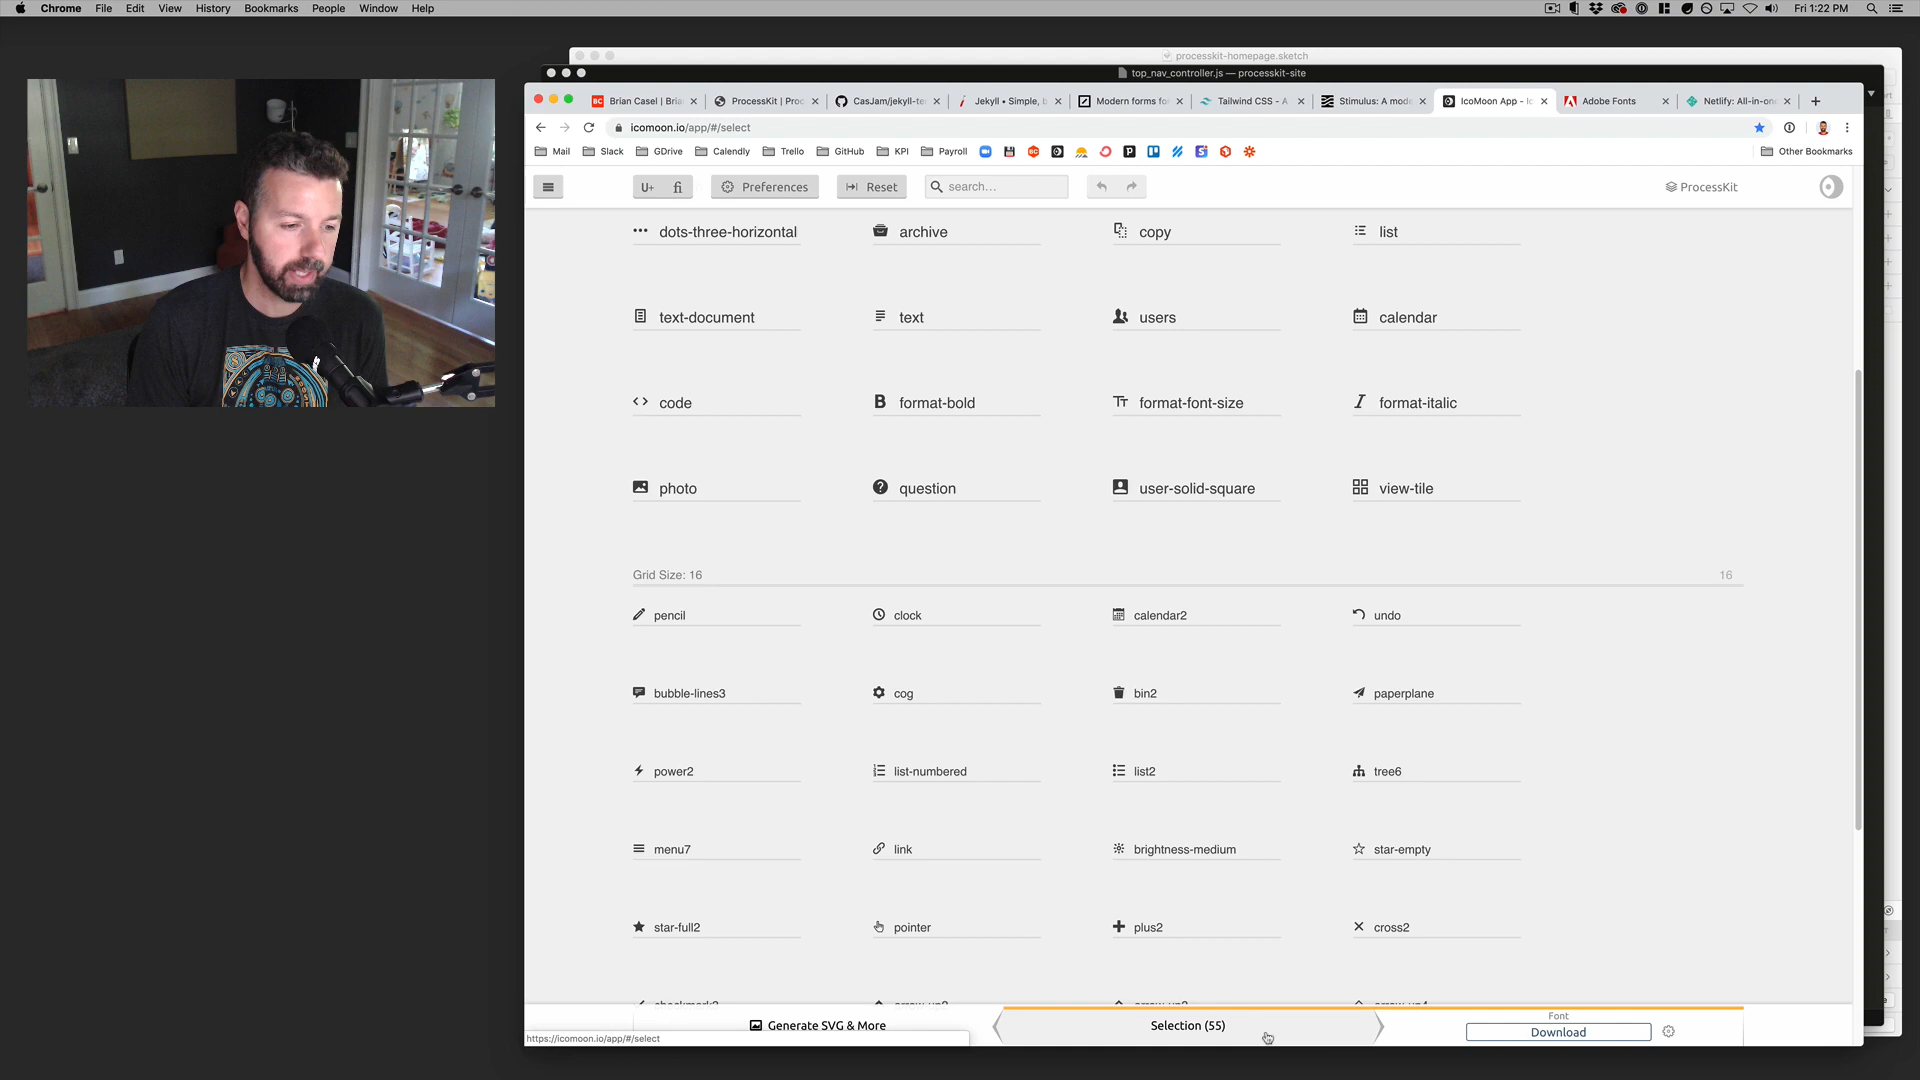 Chrome File Edit View History Bookmarks People Window Help Fri 1:22 PM
processkit-homepage.sketch
top_nav_controller.js — processkit-site
Brian Casel | Bria ProcessKit | Proc CasJam/jekyll-te Jekyll • Simple, b Modern forms fo Tailwind CSS - A Stimulus: A mode IcoMoon App - Ic Adobe Fonts Netlify: All-in-on
icomoon.io/app/#/select
Mail Slack GDrive Calendly Trello GitHub KPI Payroll Other Bookmarks
U+ fi Preferences Reset search... ProcessKit
dots-three-horizontal archive copy list
text-document text users calendar
code format-bold format-font-size format-italic
photo question user-solid-square view-tile
Grid Size: 16 16
pencil clock calendar2 undo
bubble-lines3 cog bin2 paperplane
power2 list-numbered list2 tree6
menu7 link brightness-medium star-empty
star-full2 pointer plus2 cross2
Generate SVG & More Selection (55) Font
Download
https://icomoon.io/app/#/select